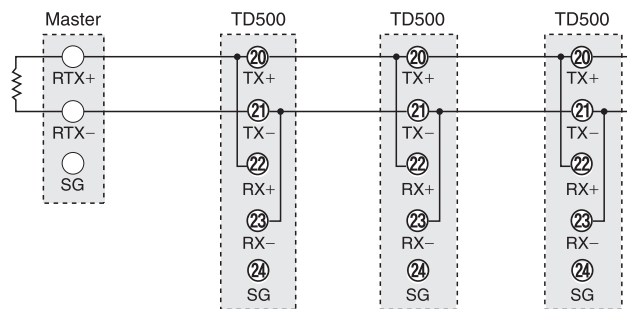 Master
TD500
TD500
TD500
RTX+
RTX−
SG
20
TX+
21
TX−
22
RX+
23
RX−
24
SG
20
TX+
21
TX−
22
RX+
23
RX−
24
SG
20
TX+
21
TX−
22
RX+
23
RX−
24
SG